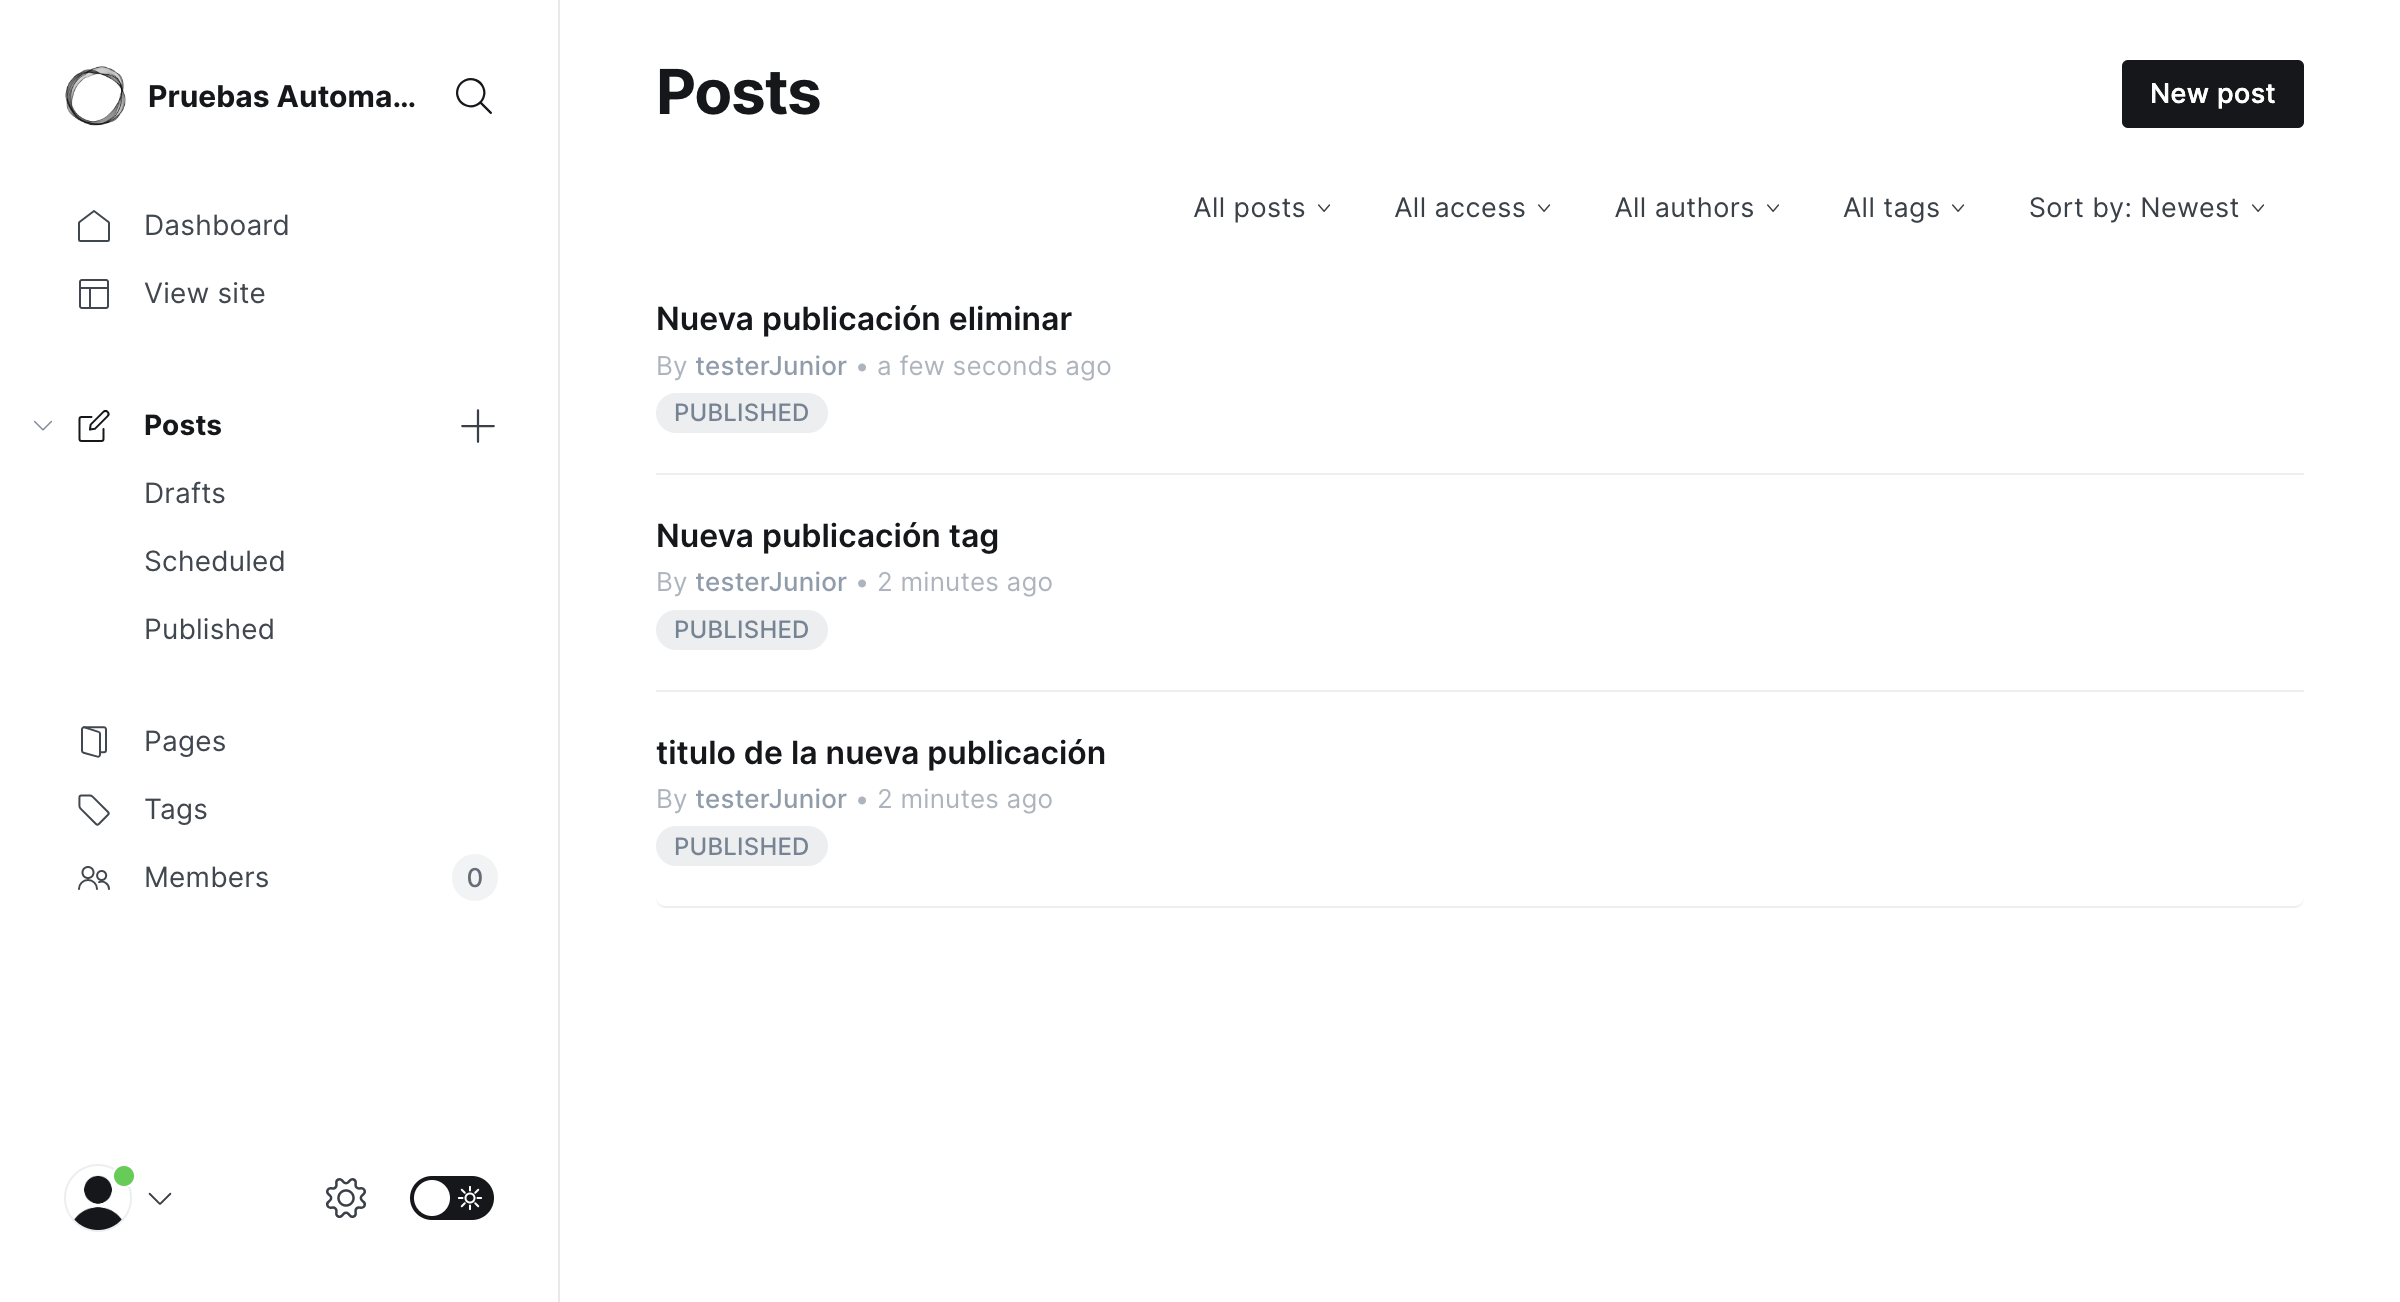 Pruebas Automa...
Dashboard
View site
Posts
Drafts
Scheduled
Published
Pages
Tags
Members 0
Posts
New post
All posts All access All authors All tags Sort by: Newest
Nueva publicación eliminar
By testerJunior • a few seconds ago
PUBLISHED
Nueva publicación tag
By testerJunior • 2 minutes ago
PUBLISHED
titulo de la nueva publicación
By testerJunior • 2 minutes ago
PUBLISHED